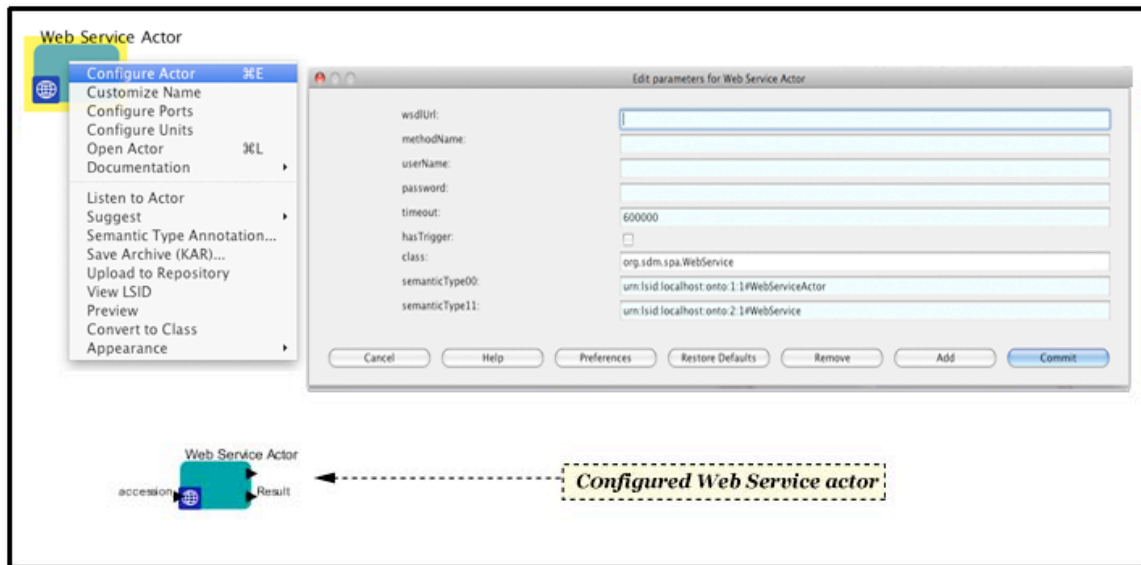 Web Service Actor
Configure Actor ⌘E
Customize Name
Configure Ports
Configure Units
Open Actor ⌘L
Documentation
Listen to Actor
Suggest
Semantic Type Annotation...
Save Archive (KAR)...
Upload to Repository
View LSID
Preview
Convert to Class
Appearance
Edit parameters for Web Service Actor
wsdlUrl:
methodName:
userName:
password:
timeout: 600000
hasTrigger:
class: org.sdm.spa.WebService
semanticType00: urn:lsid:localhost:onto:1:1#WebServiceActor
semanticType11: urn:lsid:localhost:onto:2:1#WebService
Cancel Help Preferences Restore Defaults Remove Add Commit
Web Service Actor
accession Result
Configured Web Service actor